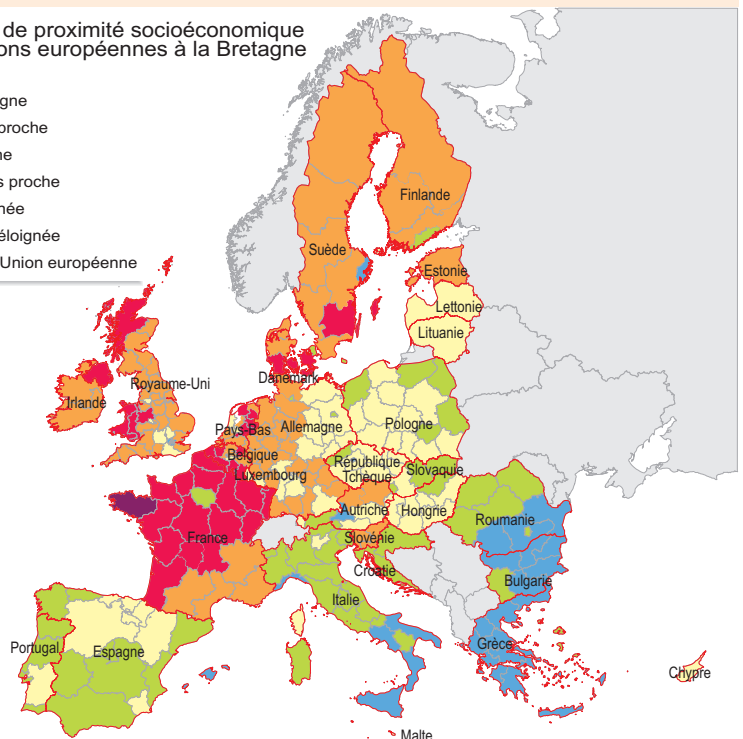 de proximité socioéconomique
ons européennes à la Bretagne
gne
proche
ne
s proche
née
éloignée
Union européenne
Finlande
Suède
Estonie
Lettonie
Lituanie
Danemark
Royaume-Uni
Irlande
Pays-Bas
Allemagne
Pologne
Belgique
Luxembourg
République
Tchèque
Slovaquie
Autriche
Hongrie
Roumanie
France
Slovénie
Croatie
Italie
Bulgarie
Portugal
Espagne
Grèce
Chypre
Malte